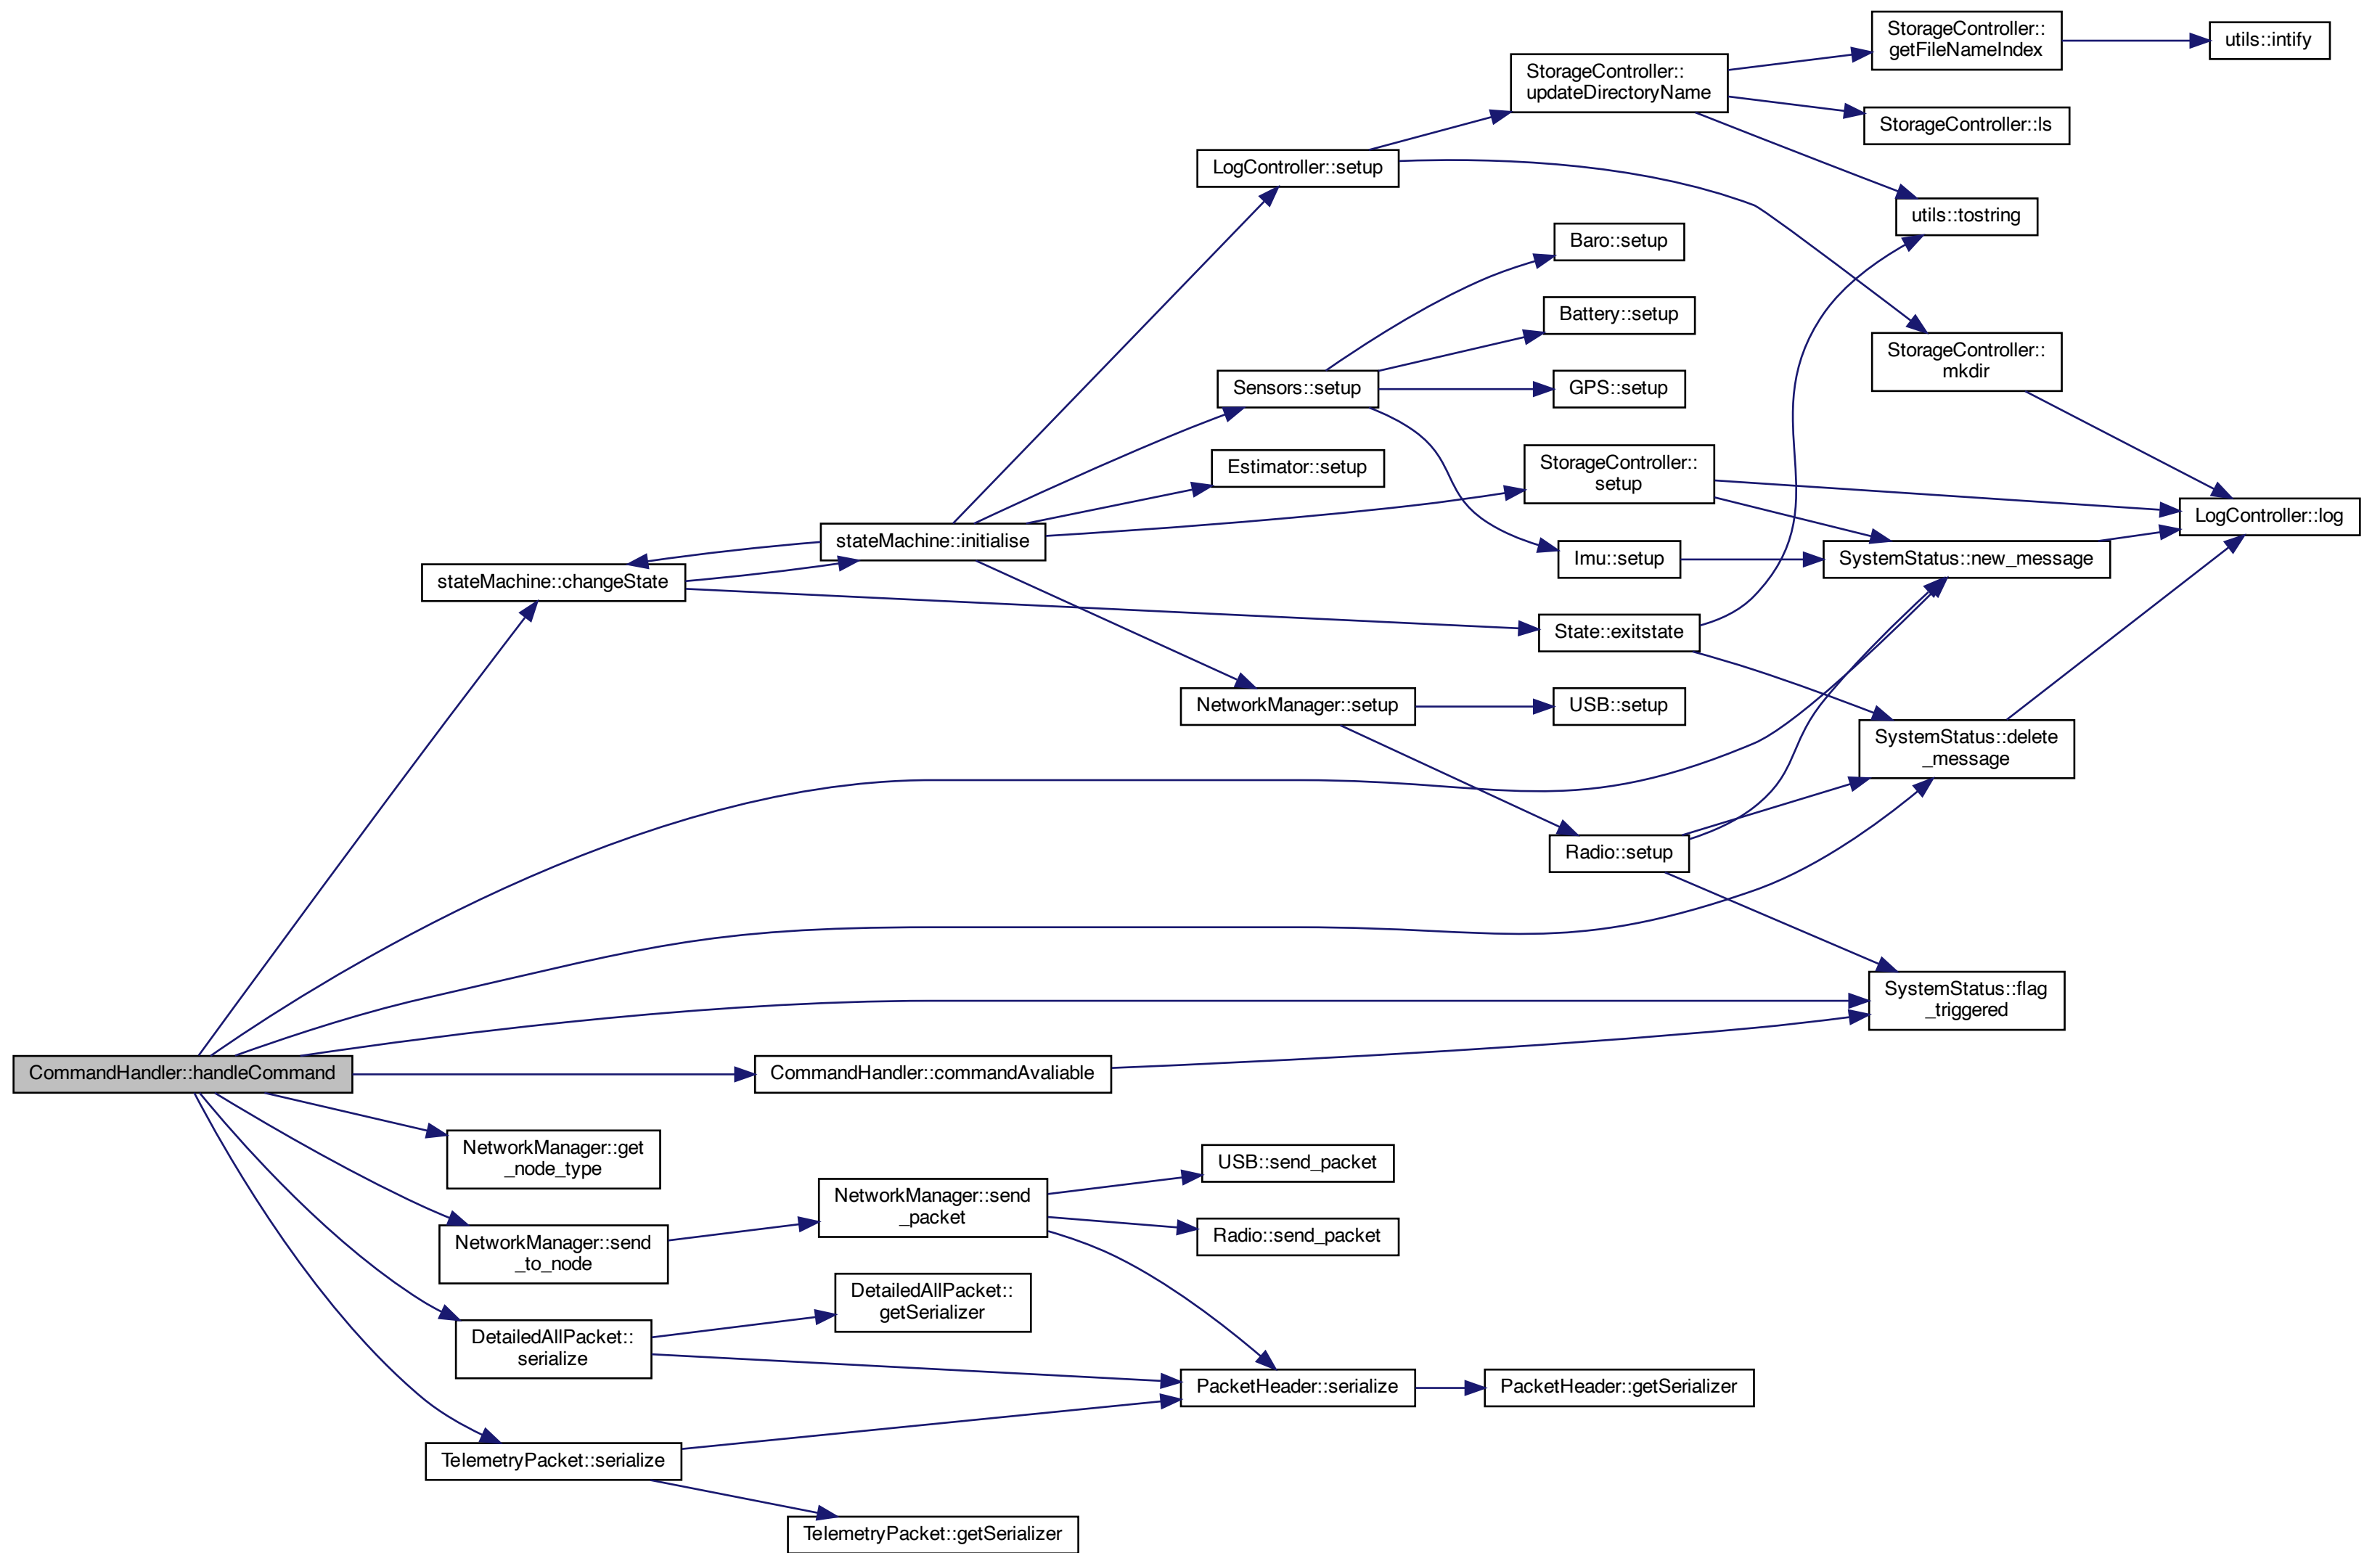 StorageController::
getFileNameIndex
utils::intify
StorageController::
updateDirectoryName
StorageController::ls
LogController::setup
utils::tostring
Baro::setup
Battery::setup
StorageController::
mkdir
Sensors::setup
GPS::setup
Estimator::setup
StorageController::
setup
LogController::log
stateMachine::initialise
Imu::setup
SystemStatus::new_message
stateMachine::changeState
State::exitstate
NetworkManager::setup
USB::setup
SystemStatus::delete
_message
Radio::setup
SystemStatus::flag
_triggered
CommandHandler::handleCommand
CommandHandler::commandAvaliable
NetworkManager::get
_node_type
USB::send_packet
NetworkManager::send
_packet
Radio::send_packet
NetworkManager::send
_to_node
DetailedAllPacket::
getSerializer
DetailedAllPacket::
serialize
PacketHeader::serialize
PacketHeader::getSerializer
TelemetryPacket::serialize
TelemetryPacket::getSerializer